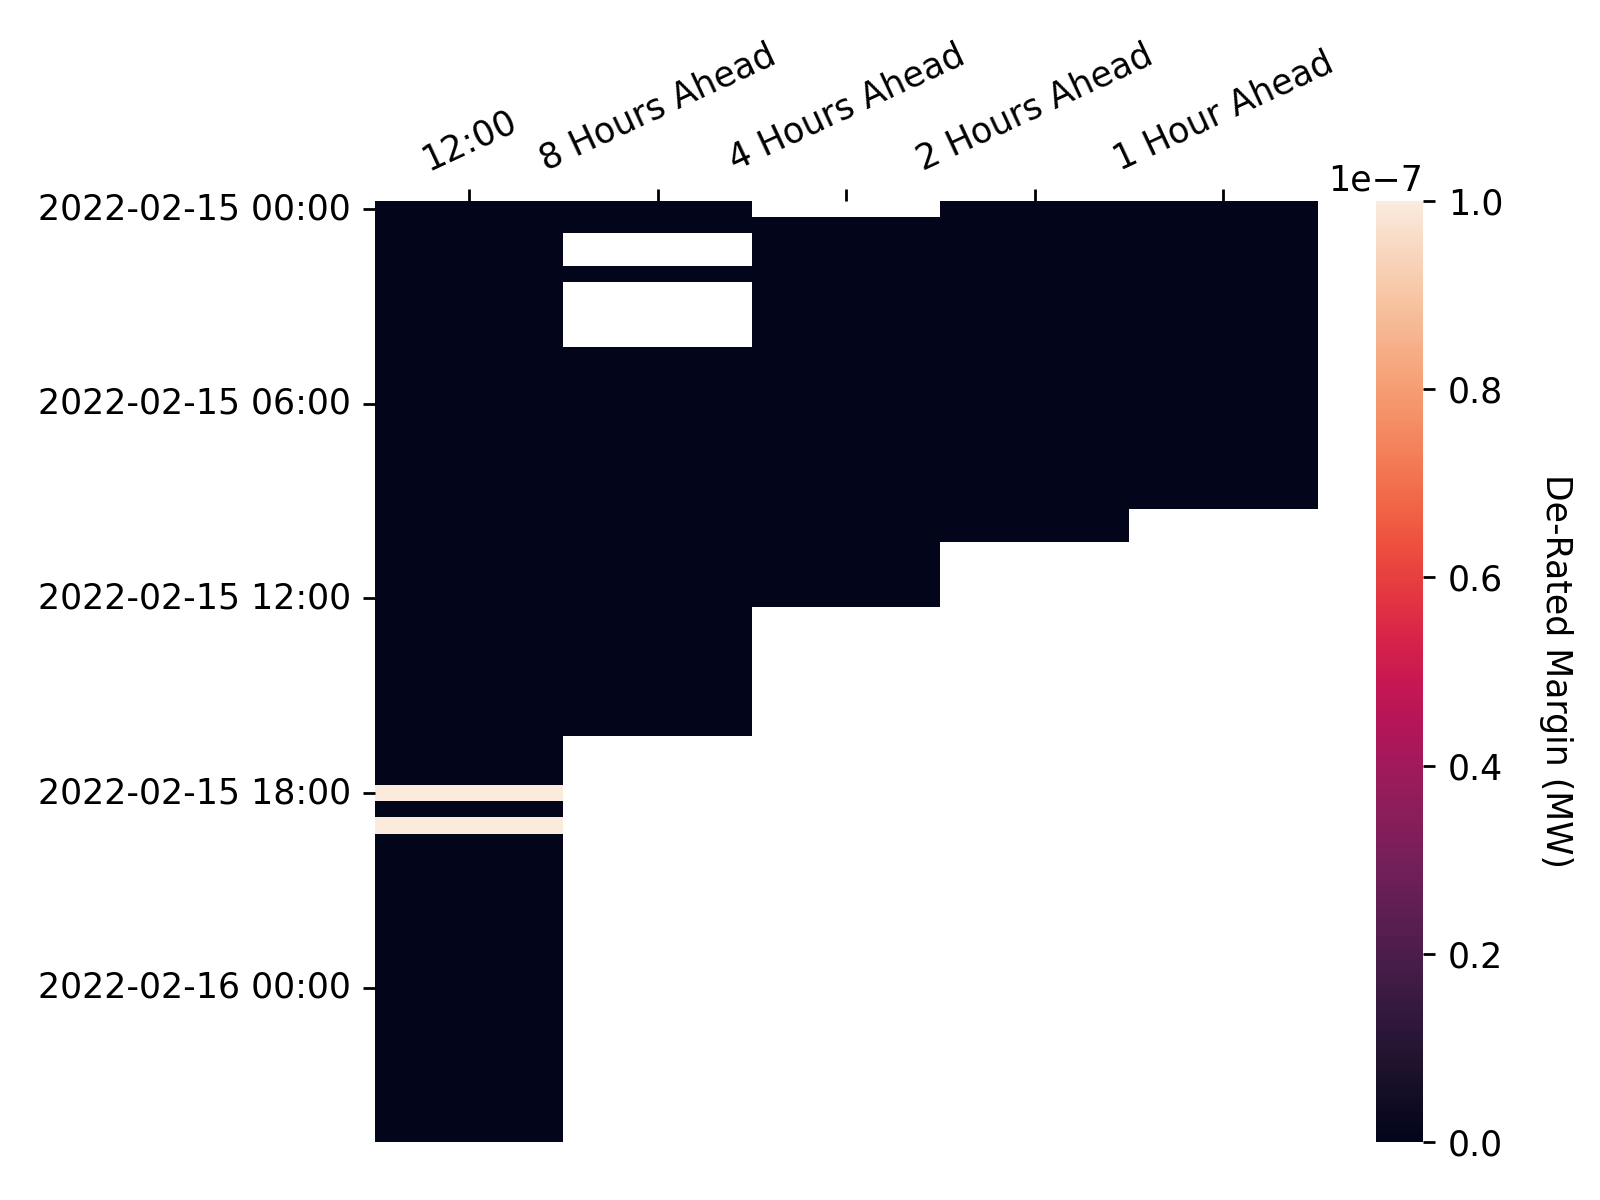 12:00
8 Hours Ahead
4 Hours Ahead
2 Hours Ahead
1 Hour Ahead
2022-02-15 00:00
2022-02-15 06:00
2022-02-15 12:00
2022-02-15 18:00
2022-02-16 00:00
1e−7
1.0
0.8
0.6
0.4
0.2
0.0
De-Rated Margin (MW)